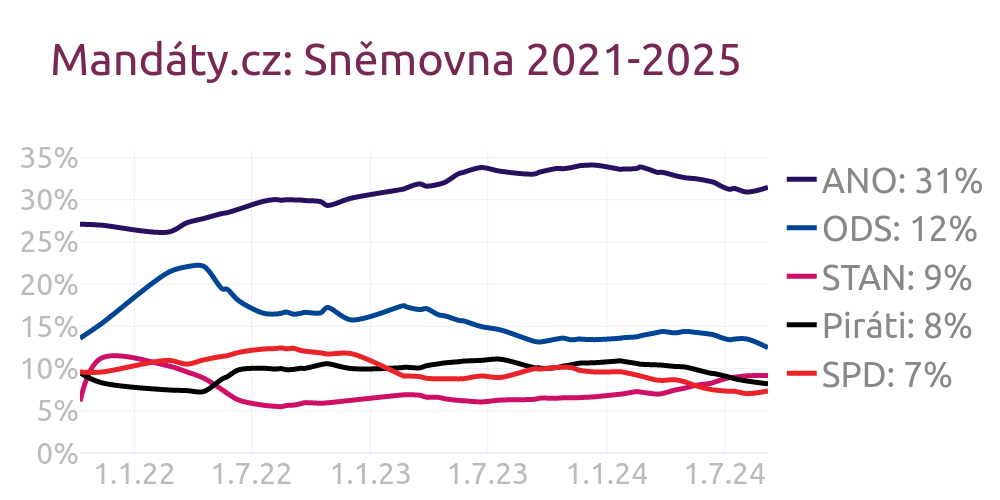 Mandáty.cz: Sněmovna 2021-2025
35%
30%
25%
20%
15%
10%
5%
0%
1.1.22 1.7.22 1.1.23 1.7.23 1.1.24 1.7.24
ANO: 31%
ODS: 12%
STAN: 9%
Piráti: 8%
SPD: 7%